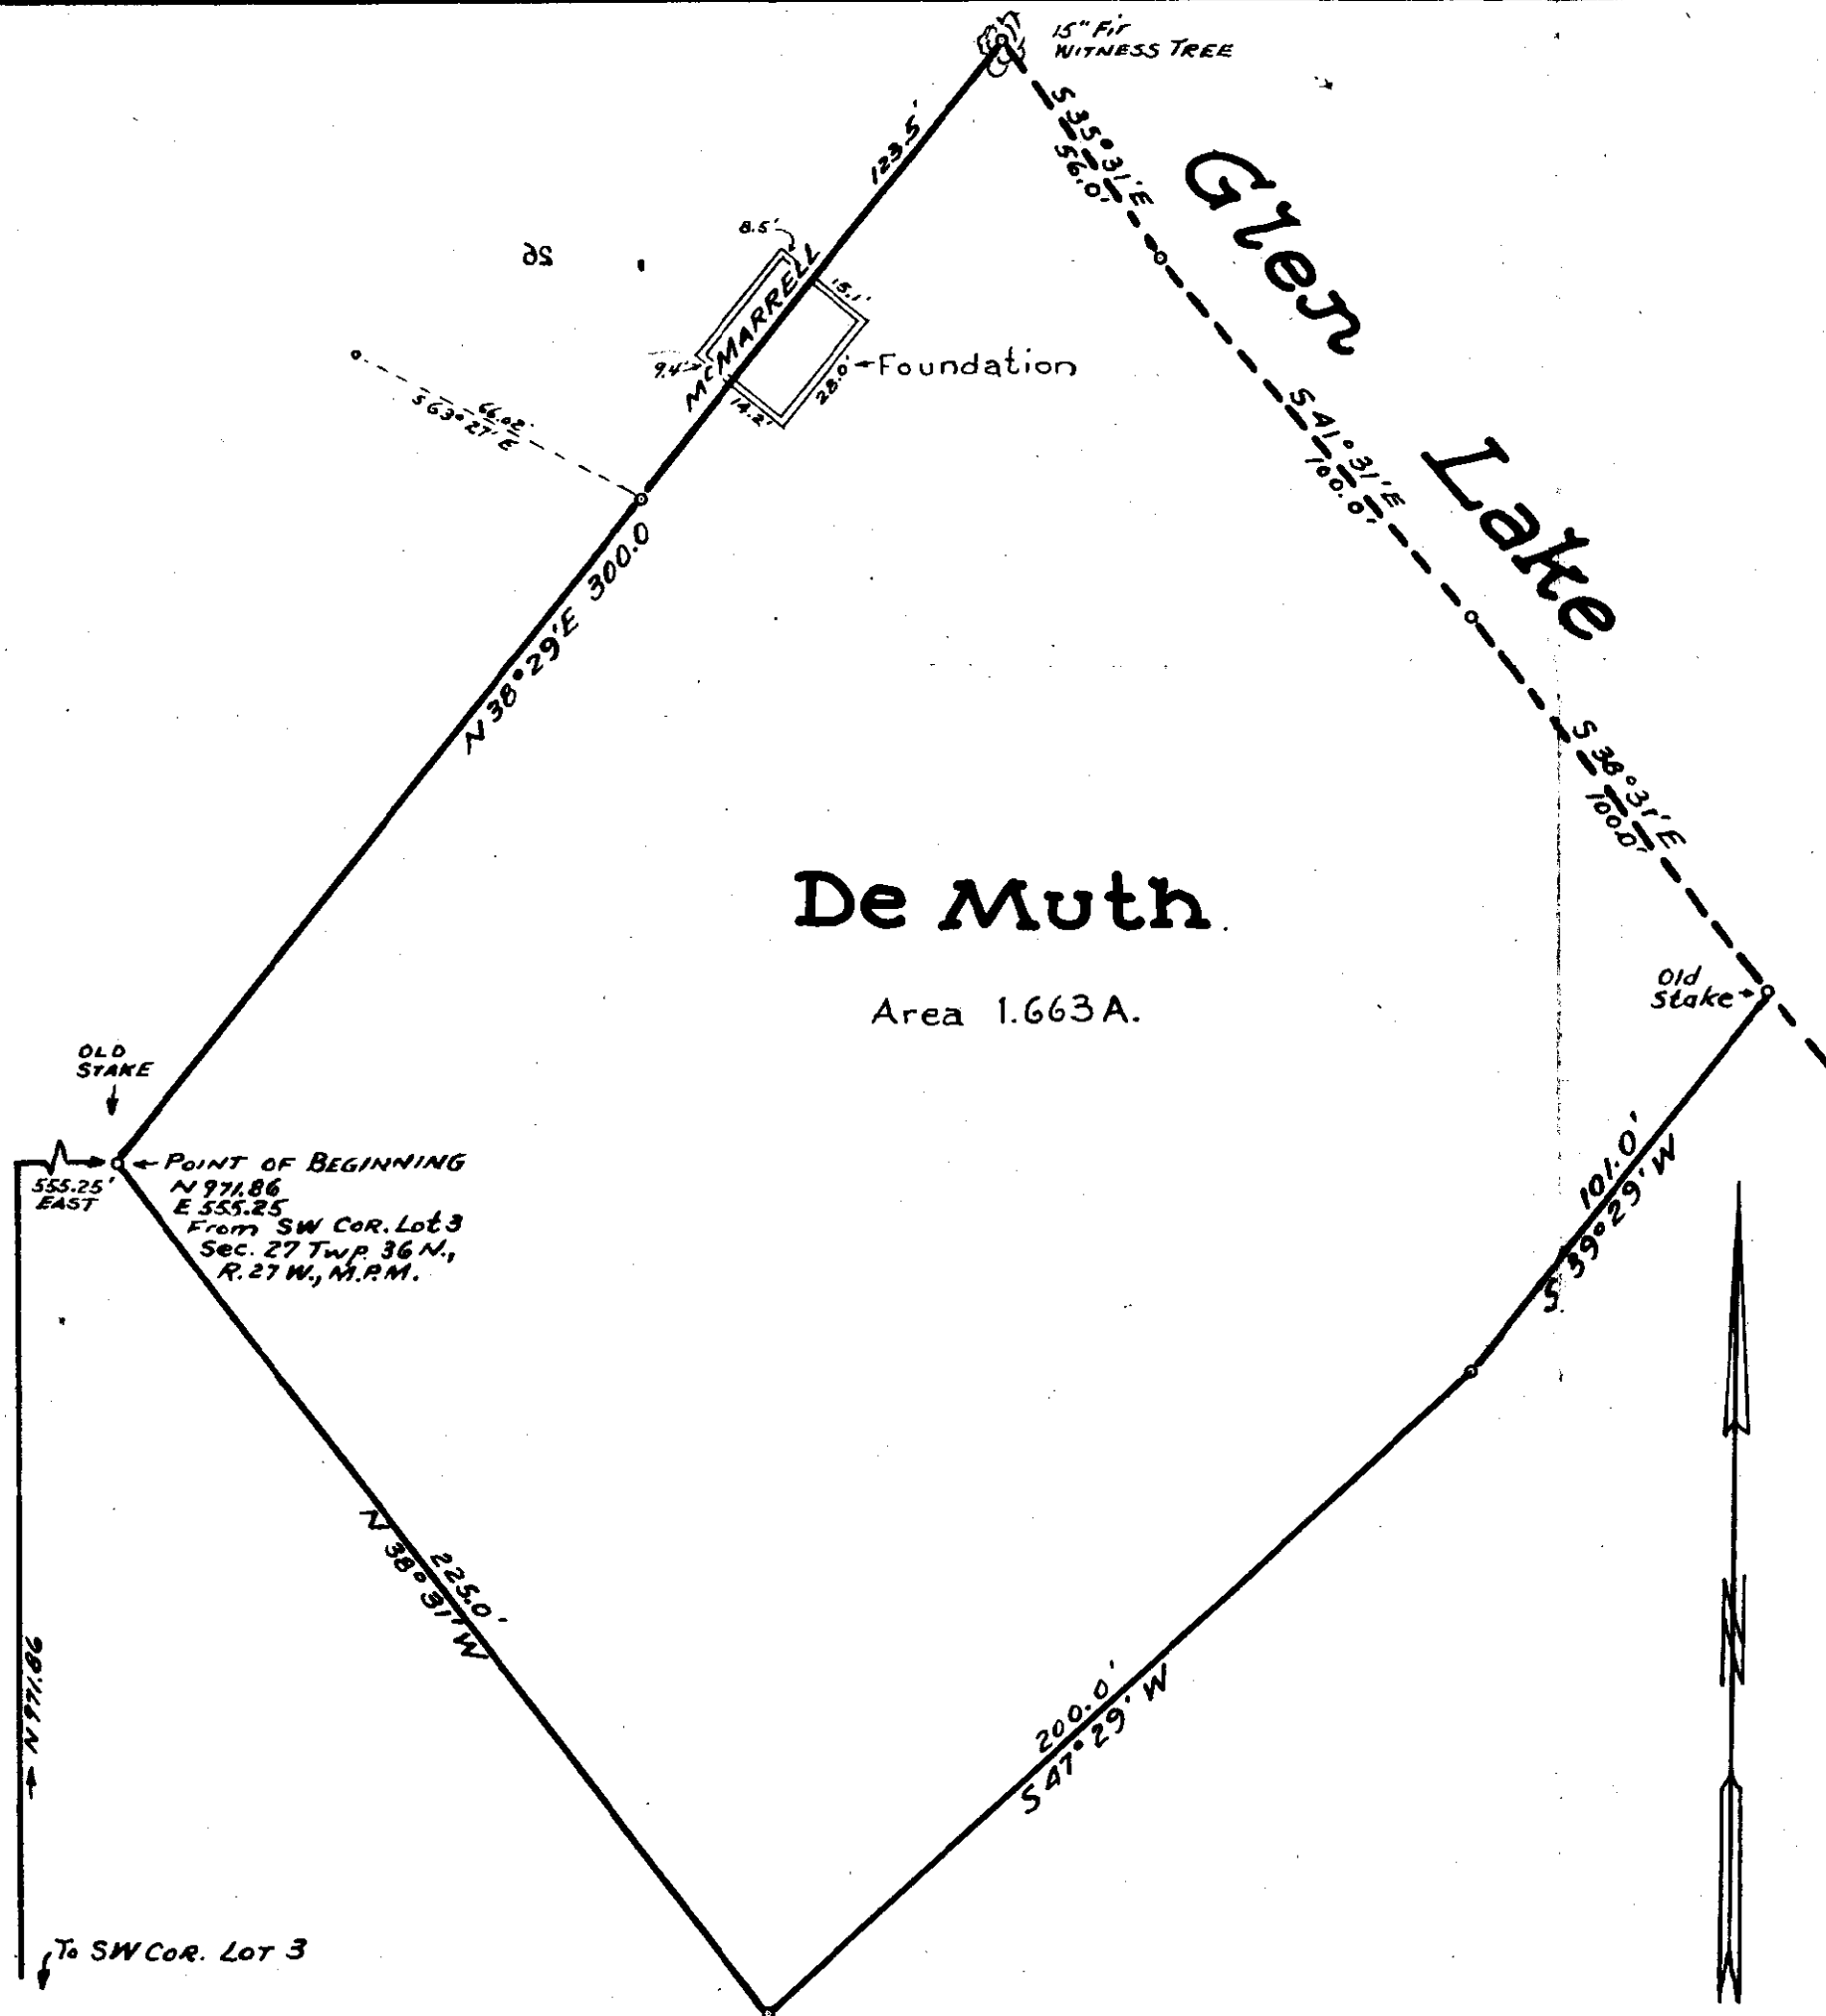 15" Fir
WITNESS TREE
S 35° 31' E
56.0'
123.5'
Glen
Lake
8.5'
15.1'
McMARRELL
9.4'
14.2'
28.0'
Foundation
66.02'
S 63° 27' E
S 41° 31' E
100.0'
N 38° 29' E 300.0
S 38° 31' E
100.0'
De Muth
Area 1.663 A.
Old
Stake
OLD
STAKE
POINT OF BEGINNING
N 971.86
E 555.25
From SW COR. Lot 3
Sec. 27 Twp. 36 N.,
R. 27 W., M.P.M.
555.25'
EAST
101.0'
S 39° 29' W
225.0'
N 38° 31' W
200.0'
S 47° 29' W
N 971.86
N
To SW COR. LOT 3